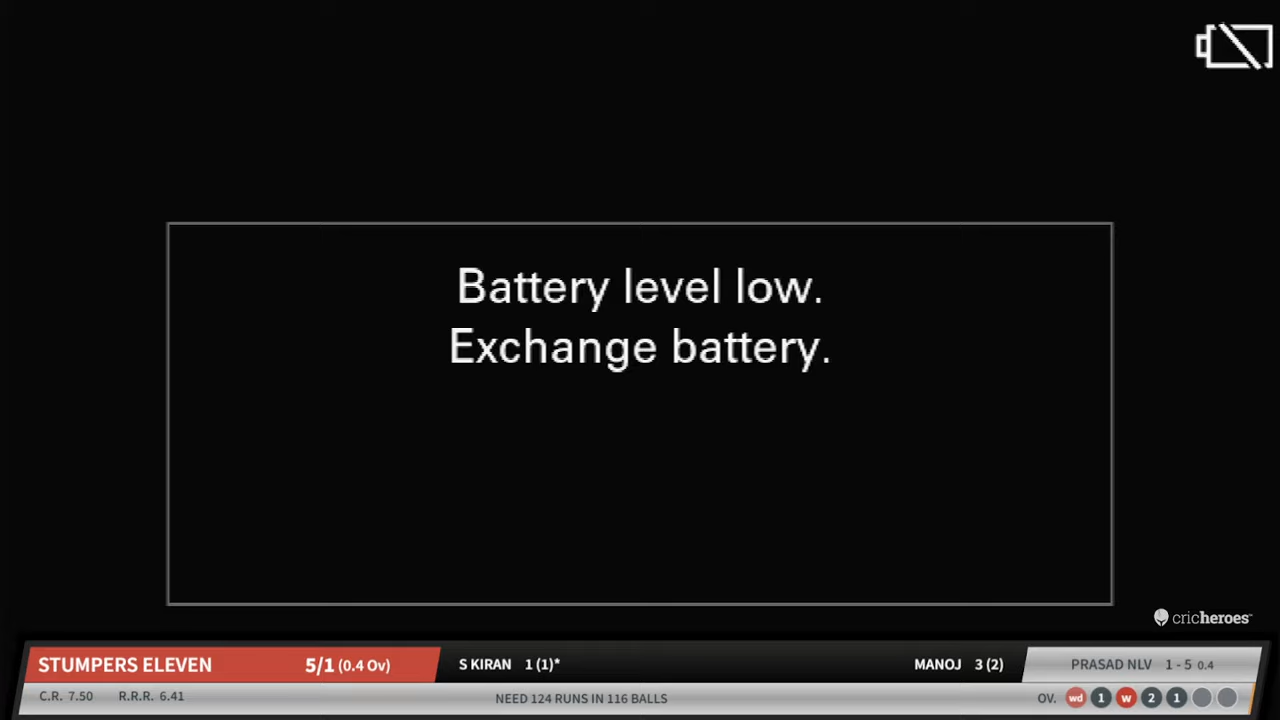 Battery level low.
Exchange battery.
cricheroes™
STUMPERS ELEVEN 5/1 (0.4 Ov) S KIRAN 1 (1)* MANOJ 3 (2) PRASAD NLV 1 - 5 0.4
C.R. 7.50 R.R.R. 6.41 NEED 124 RUNS IN 116 BALLS OV. wd 1 w 2 1